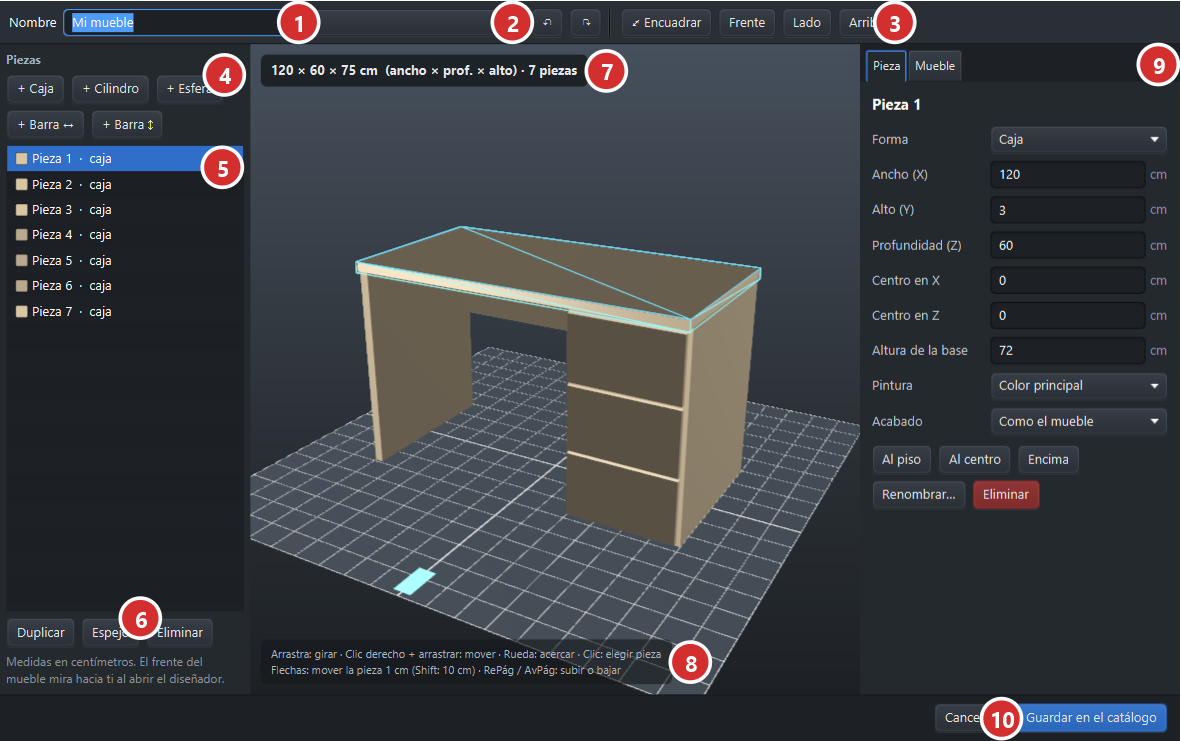 Nombre Mi mueble 1 2 Encuadrar Frente Lado 3
Piezas
+ Caja + Cilindro + Esfera 4
+ Barra ↔ + Barra ↕
Pieza 1 · caja 5
Pieza 2 · caja
Pieza 3 · caja
Pieza 4 · caja
Pieza 5 · caja
Pieza 6 · caja
Pieza 7 · caja
Duplicar 6 Eliminar
Medidas en centímetros. El frente del
mueble mira hacia ti al abrir el diseñador.
120 × 60 × 75 cm (ancho × prof. × alto) · 7 piezas 7
Arrastra: girar · Clic derecho + arrastrar: mover · Rueda: acercar · Clic: elegir pieza
Flechas: mover la pieza 1 cm (Shift: 10 cm) · RePág / AvPág: subir o bajar
8
Pieza Mueble 9
Pieza 1
Forma Caja
Ancho (X) 120 cm
Alto (Y) 3 cm
Profundidad (Z) 60 cm
Centro en X 0 cm
Centro en Z 0 cm
Altura de la base 72 cm
Pintura Color principal
Acabado Como el mueble
Al piso Al centro Encima
Renombrar... Eliminar
10 Guardar en el catálogo